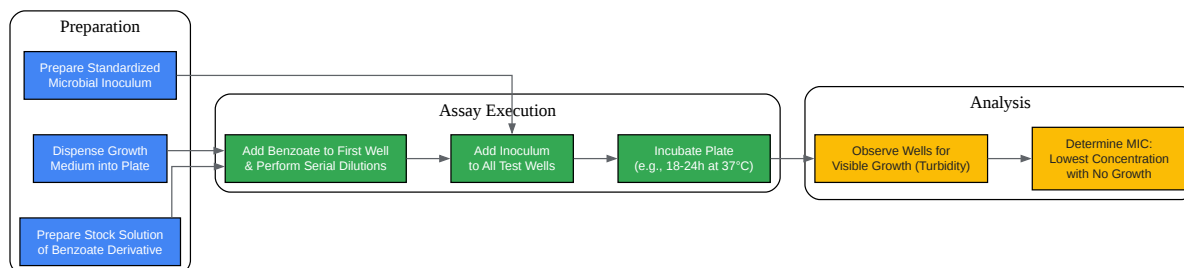 Preparation
Prepare Standardized
Microbial Inoculum
Dispense Growth
Medium into Plate
Prepare Stock Solution
of Benzoate Derivative
Assay Execution
Add Benzoate to First Well
& Perform Serial Dilutions
Add Inoculum
to All Test Wells
Incubate Plate
(e.g., 18-24h at 37°C)
Analysis
Observe Wells for
Visible Growth (Turbidity)
Determine MIC:
Lowest Concentration
with No Growth